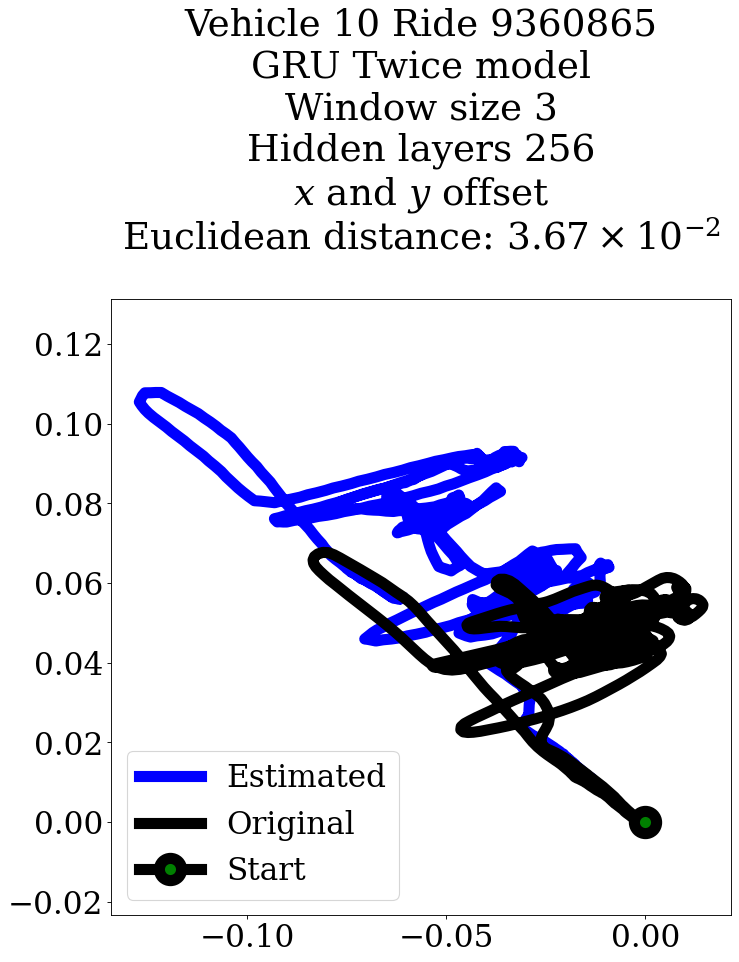 Vehicle 10 Ride 9360865
GRU Twice model
Window size 3
Hidden layers 256
x and y offset
Euclidean distance: 3.67 × 10⁻²
0.12
0.10
0.08
0.06
0.04
0.02
0.00
−0.02
Estimated
Original
Start
−0.10 −0.05 0.00